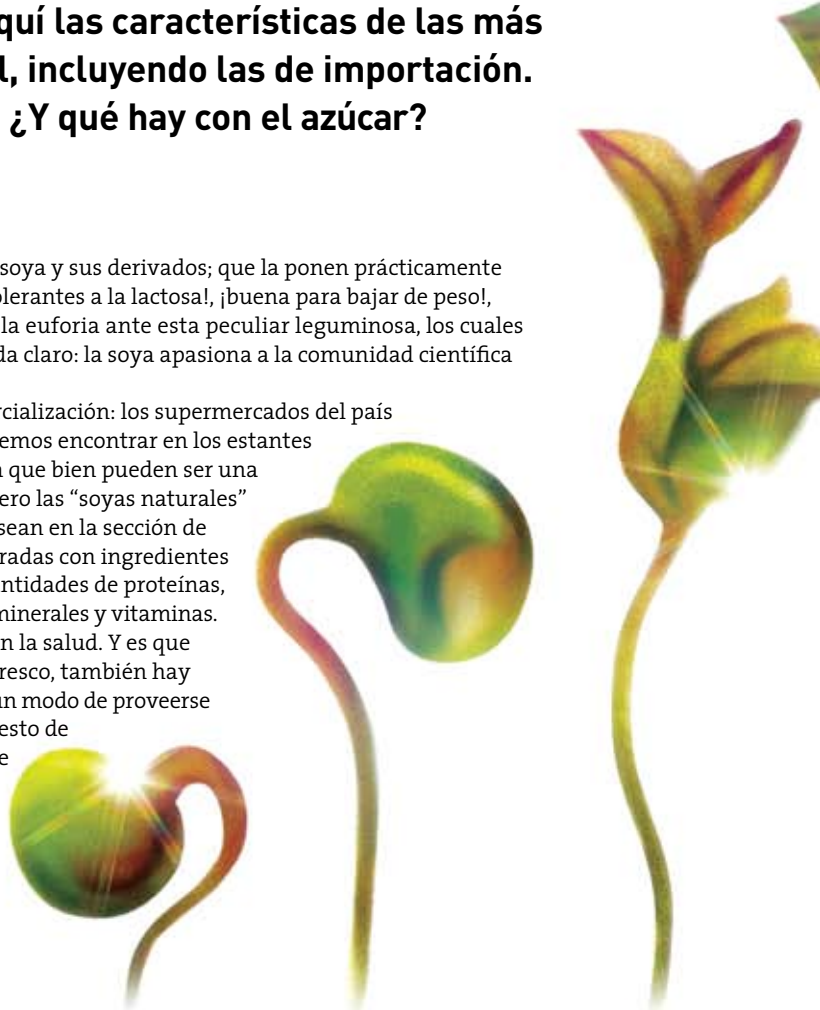 quí las características de las más
l, incluyendo las de importación.
¿Y qué hay con el azúcar?
soya y sus derivados; que la ponen prácticamente
olerantes a la lactosa!, ¡buena para bajar de peso!,
la euforia ante esta peculiar leguminosa, los cuales
da claro: la soya apasiona a la comunidad científica
rcialización: los supermercados del país
emos encontrar en los estantes
que bien pueden ser una
ero las “soyas naturales”
sean en la sección de
radas con ingredientes
ntidades de proteínas,
minerales y vitaminas.
n la salud. Y es que
resco, también hay
un modo de proveerse
esto de
e